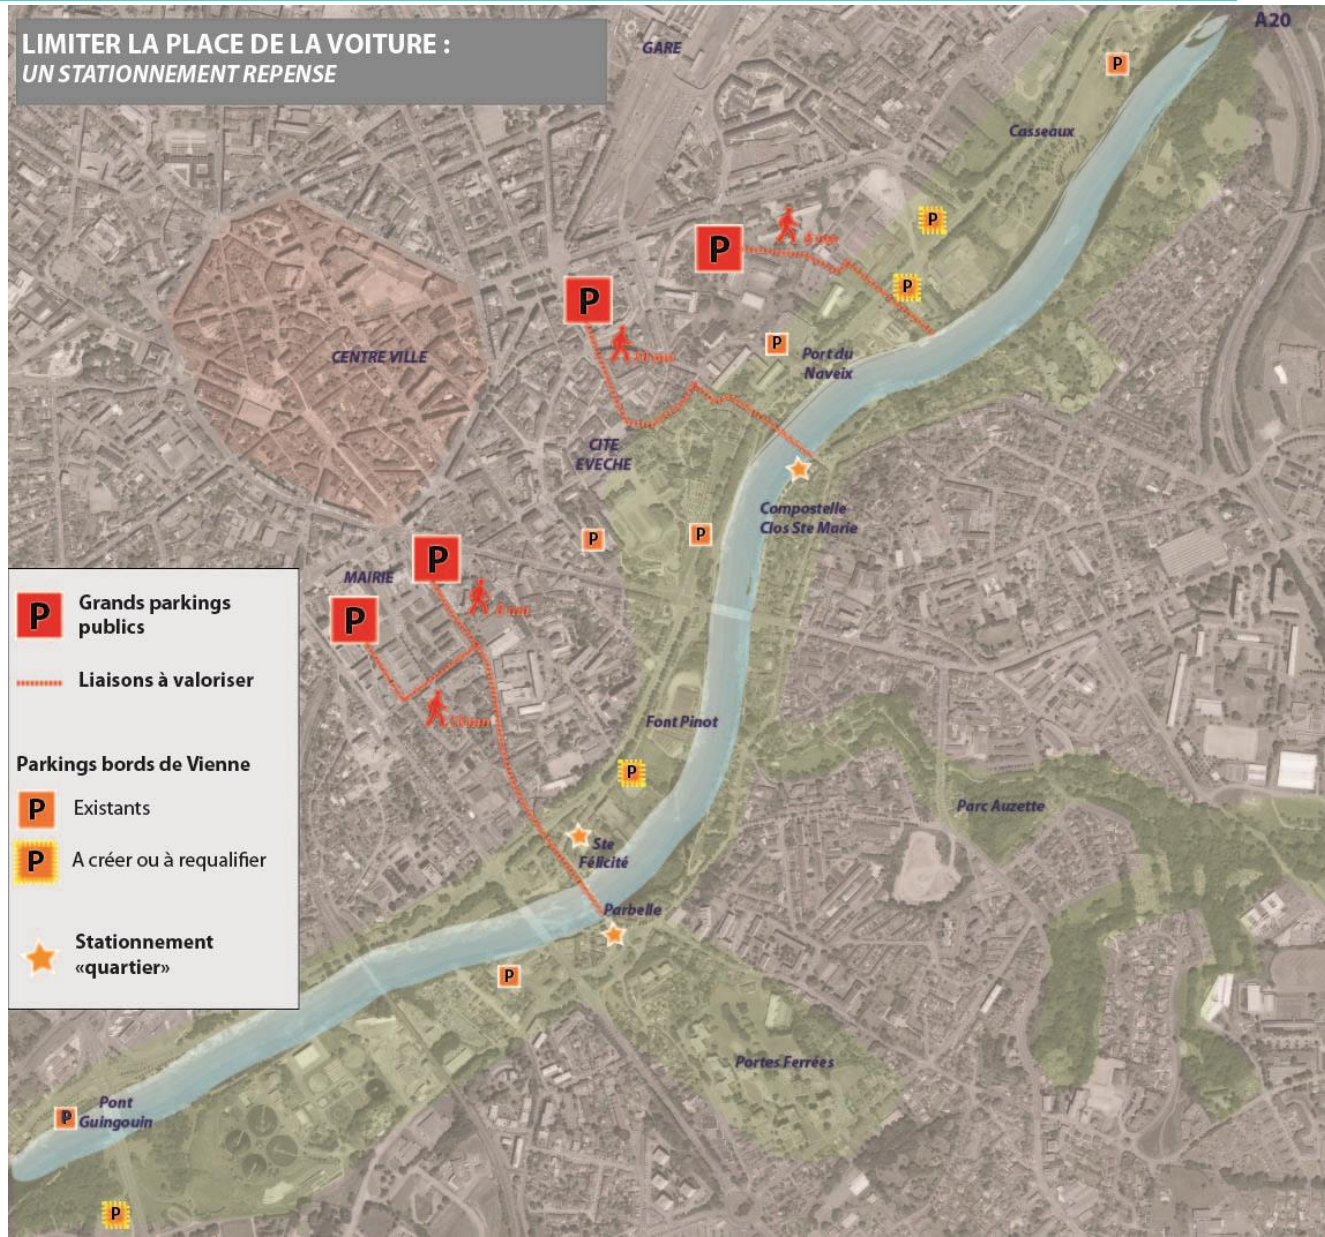 LIMITER LA PLACE DE LA VOITURE :
UN STATIONNEMENT REPENSE
A20
GARE
P
Casseaux
P
P
P
P
P
Port du
Naveix
CENTRE VILLE
CITE
EVECHE
Compostelle
Clos Ste Marie
P
P
P
MAIRIE
P
Font Pinot
P
Parc Auzette
Ste
Félicité
Parbelle
P
Portes Ferrées
Pont
Guingouin
P
P
P
Grands parkings
publics
Liaisons à valoriser
Parkings bords de Vienne
P
Existants
P
A créer ou à requalifier
Stationnement
«quartier»